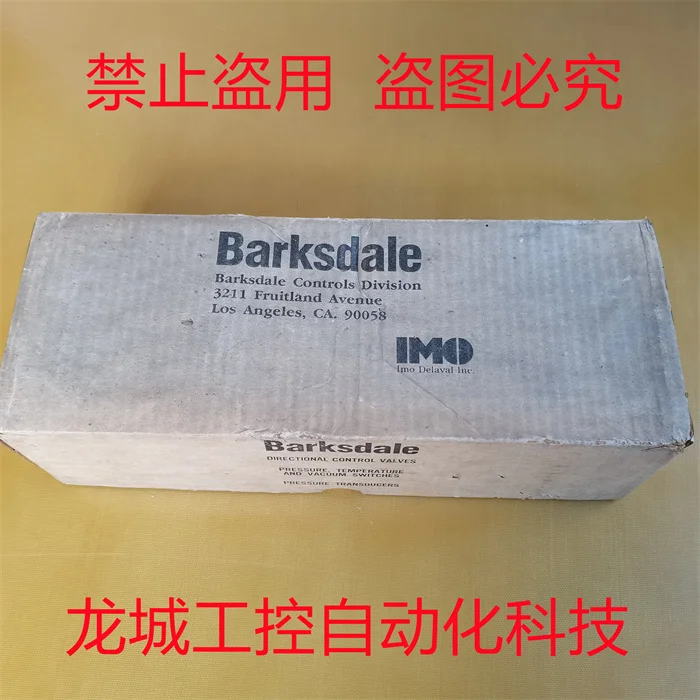 禁止盗用 盗图必究
Barksdale
Barksdale Controls Division
3211 Fruitland Avenue
Los Angeles, CA. 90058
IMO
Imo Delaval Inc.
Barksdale
DIRECTIONAL CONTROL VALVES
PRESSURE, TEMPERATURE
AND VACUUM SWITCHES
PRESSURE TRANSDUCERS
龙城工控自动化科技